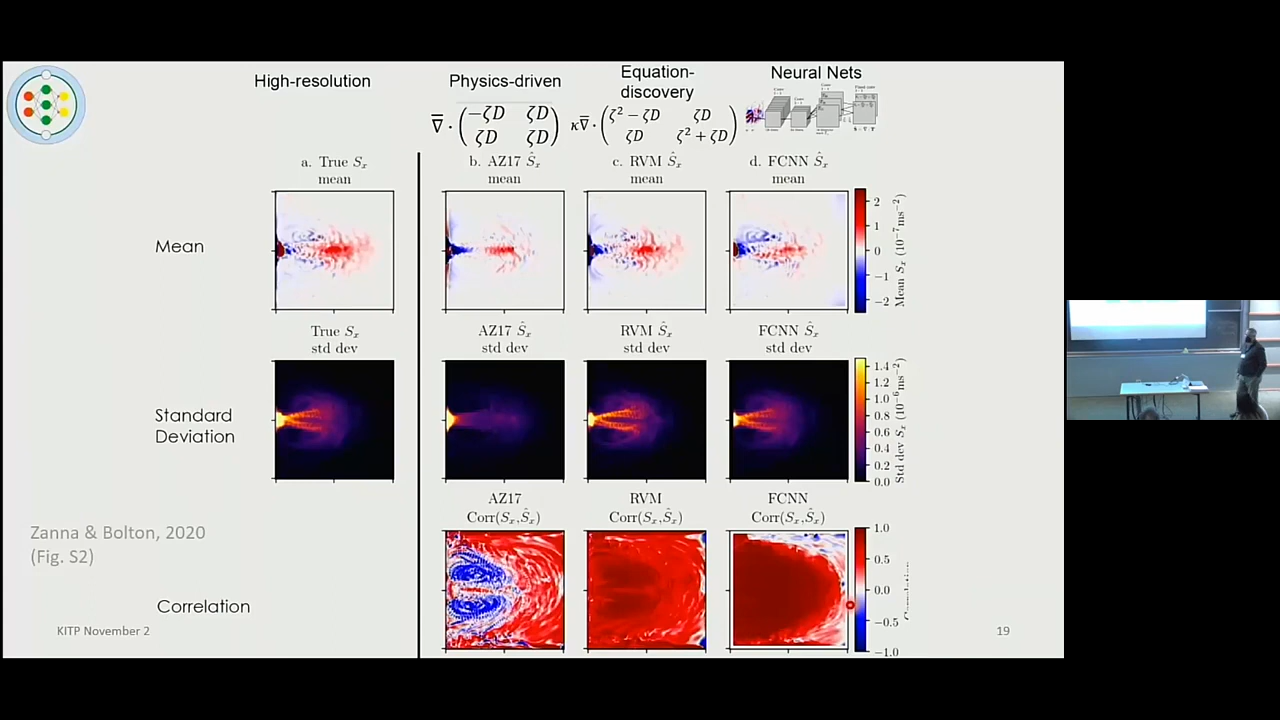 High-resolution
Physics-driven
Equation-
discovery
Neural Nets
∇̅ · ( −ζD ζD
ζD ζD )
κ∇̅ · ( ζ² − ζD ζD
ζD ζ² + ζD )
a. True Sₓ
mean
b. AZ17 Ŝₓ
mean
c. RVM Ŝₓ
mean
d. FCNN Ŝₓ
mean
Mean
2
1
0
−1
−2
Mean Sₓ (10⁻⁷ms⁻²)
True Sₓ
std dev
AZ17 Ŝₓ
std dev
RVM Ŝₓ
std dev
FCNN Ŝₓ
std dev
Standard
Deviation
1.4
1.2
1.0
0.8
0.6
0.4
0.2
0.0
Std dev Sₓ (10⁻⁶ms⁻²)
AZ17
Corr(Sₓ,Ŝₓ)
RVM
Corr(Sₓ,Ŝₓ)
FCNN
Corr(Sₓ,Ŝₓ)
Zanna & Bolton, 2020
(Fig. S2)
Correlation
1.0
0.5
0.0
−0.5
−1.0
KITP November 2
19